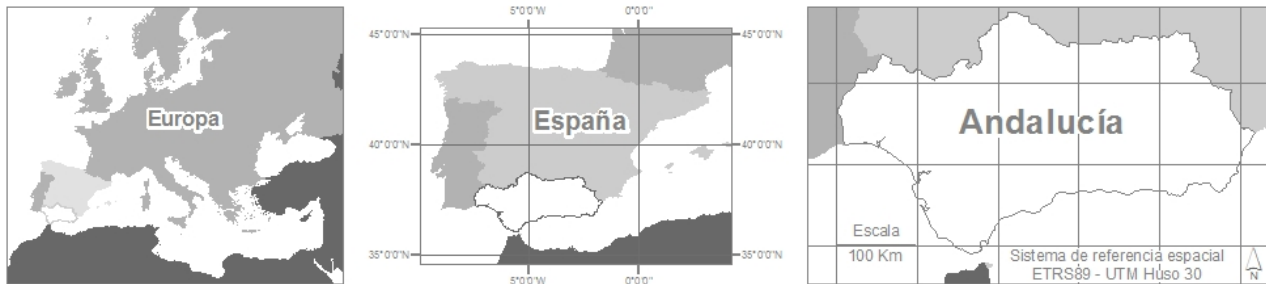 Europa
5°0'0"W
0°0'0"
45°0'0"N
45°0'0"N
España
40°0'0"N
40°0'0"N
35°0'0"N
35°0'0"N
5°0'0"W
0°0'0"
Andalucía
Escala
100 Km
Sistema de referencia espacial
ETRS89 - UTM Huso 30
N